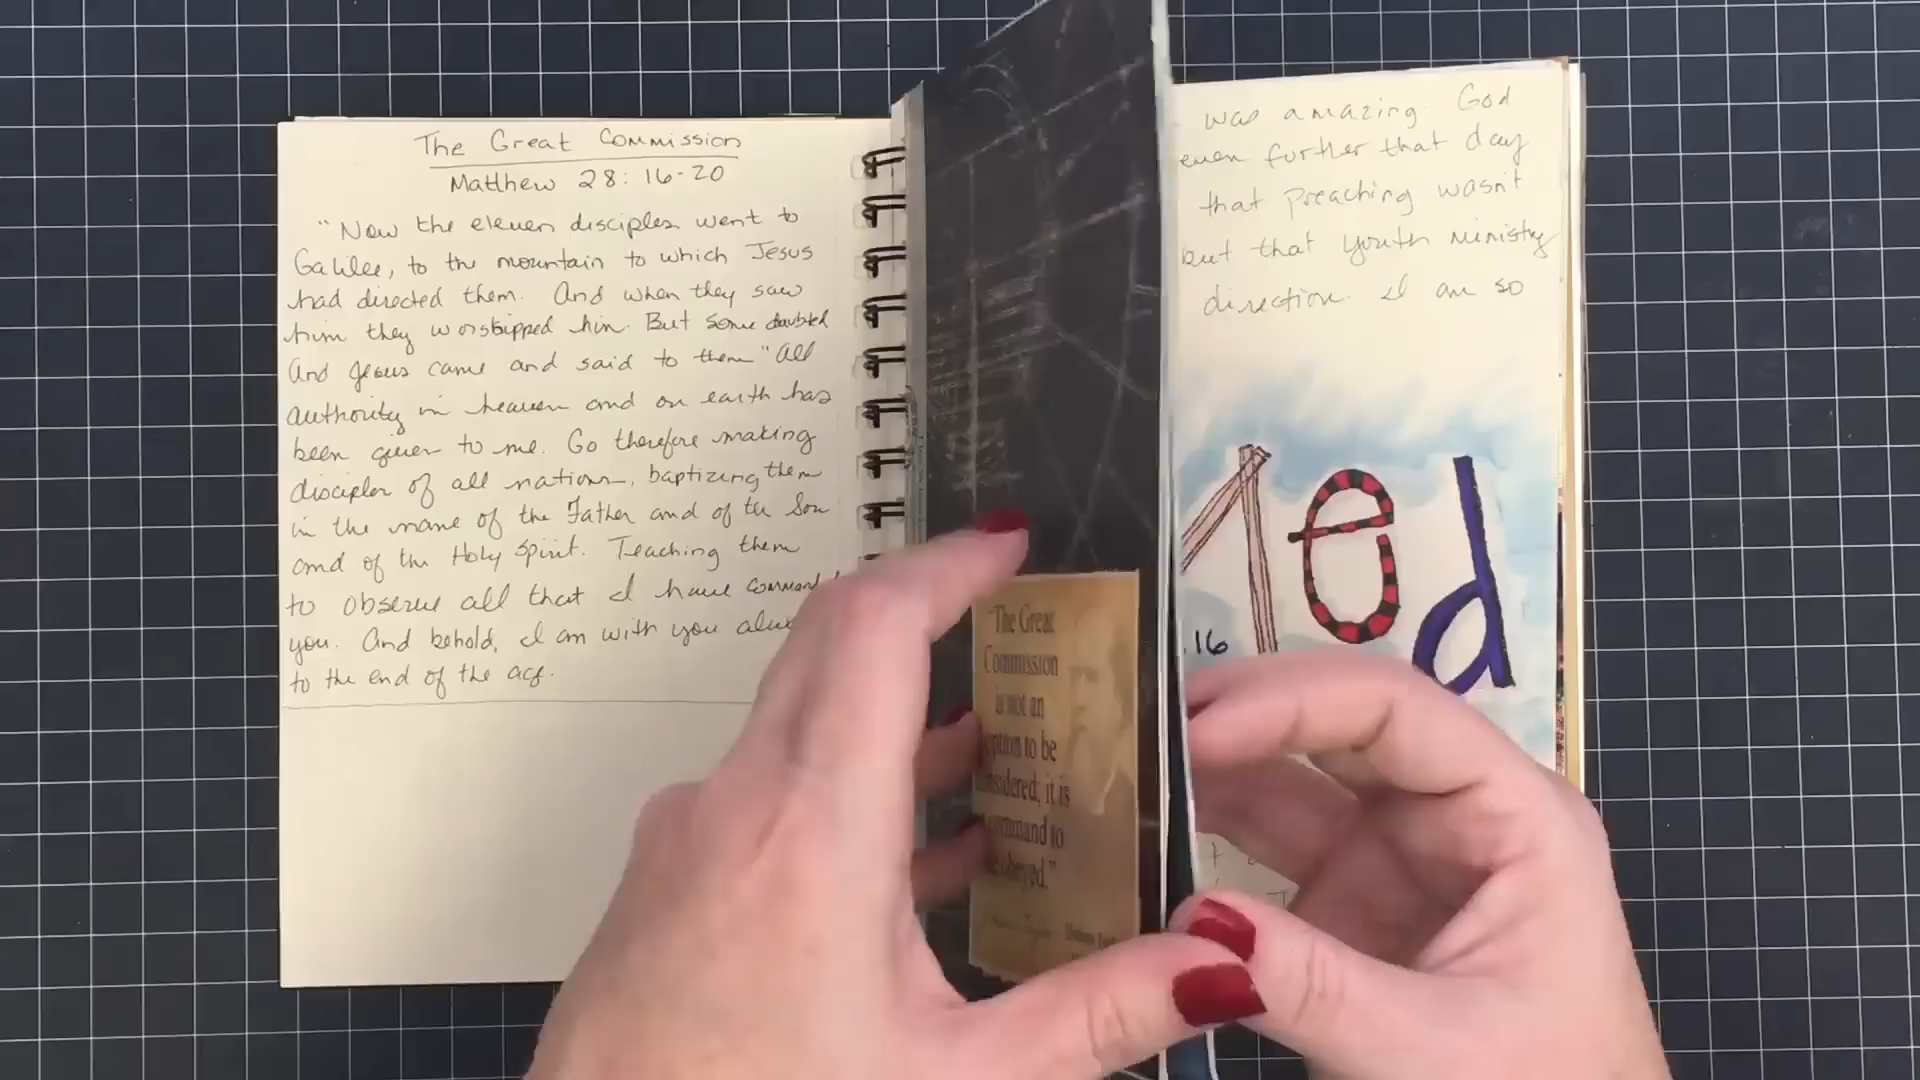 The Great Commission
Matthew 28: 16-20
"Now the eleven disciples went to
Galilee, to the mountain to which Jesus
had directed them. And when they saw
him they worshipped him. But some doubted
And Jesus came and said to them "All
authority in heaven and on earth has
been given to me. Go therefore making
disciples of all nations, baptizing them
in the name of the Father and of the Son
and of the Holy Spirit. Teaching them
to observe all that I have command
you. And behold, I am with you
to the end of the age.
"The Great
Commission
is not an
option to be
considered; it is
command to
be obeyed."
Hudson
was amazing God
even further that day
that preaching wasn't
but that youth ministry
direction. I am so
ed
.16